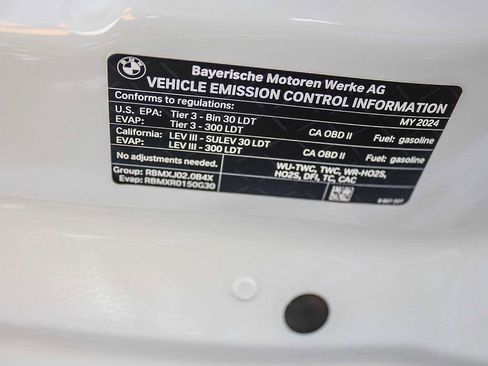 BMW
Bayerische Motoren Werke AG
VEHICLE EMISSION CONTROL INFORMATION
Conforms to regulations: MY 2024
U.S. EPA: Tier 3 - Bin 30 LDT CA OBD II Fuel: gasoline
EVAP: Tier 3 - 300 LDT
California: LEV III - SULEV 30 LDT CA OBD II Fuel: gasoline
EVAP: LEV III - 300 LDT
No adjustments needed. WU-TWC, TWC, WR-HO2S,
HO2S, DFI, TC, CAC
Group: RBMXJ02.0B4X
Evap: RBMXR0150G30